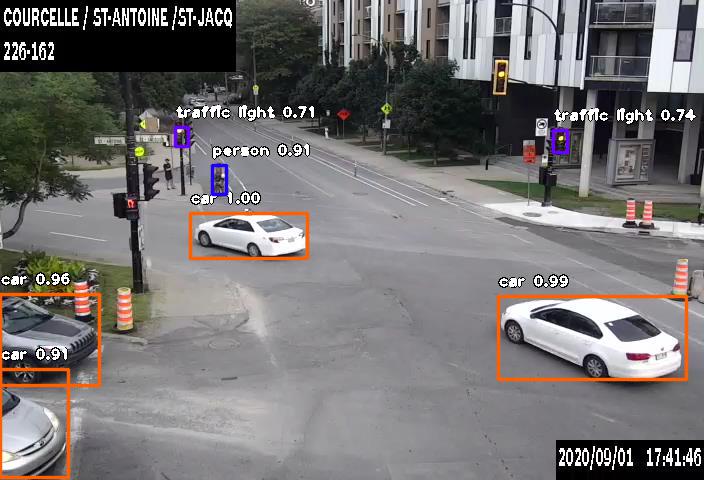 COURCELLE / ST-ANTOINE /ST-JACQ
226-162
traffic light 0.71
traffic light 0.74
person 0.91
car 1.00
car 0.96
car 0.99
car 0.91
2020/09/01 17:41:46